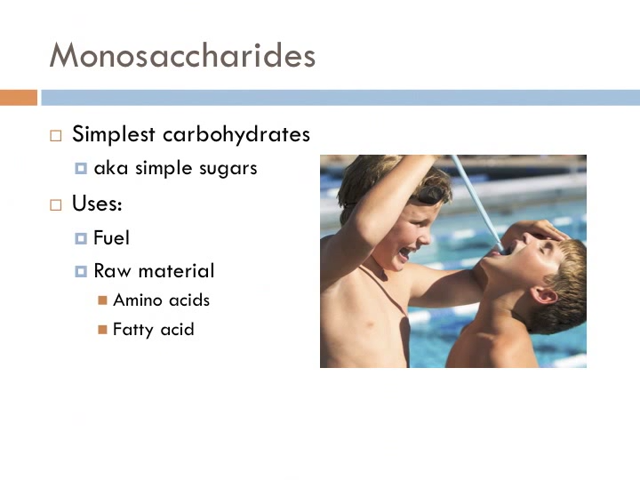 Monosaccharides
Simplest carbohydrates
aka simple sugars
Uses:
Fuel
Raw material
Amino acids
Fatty acid